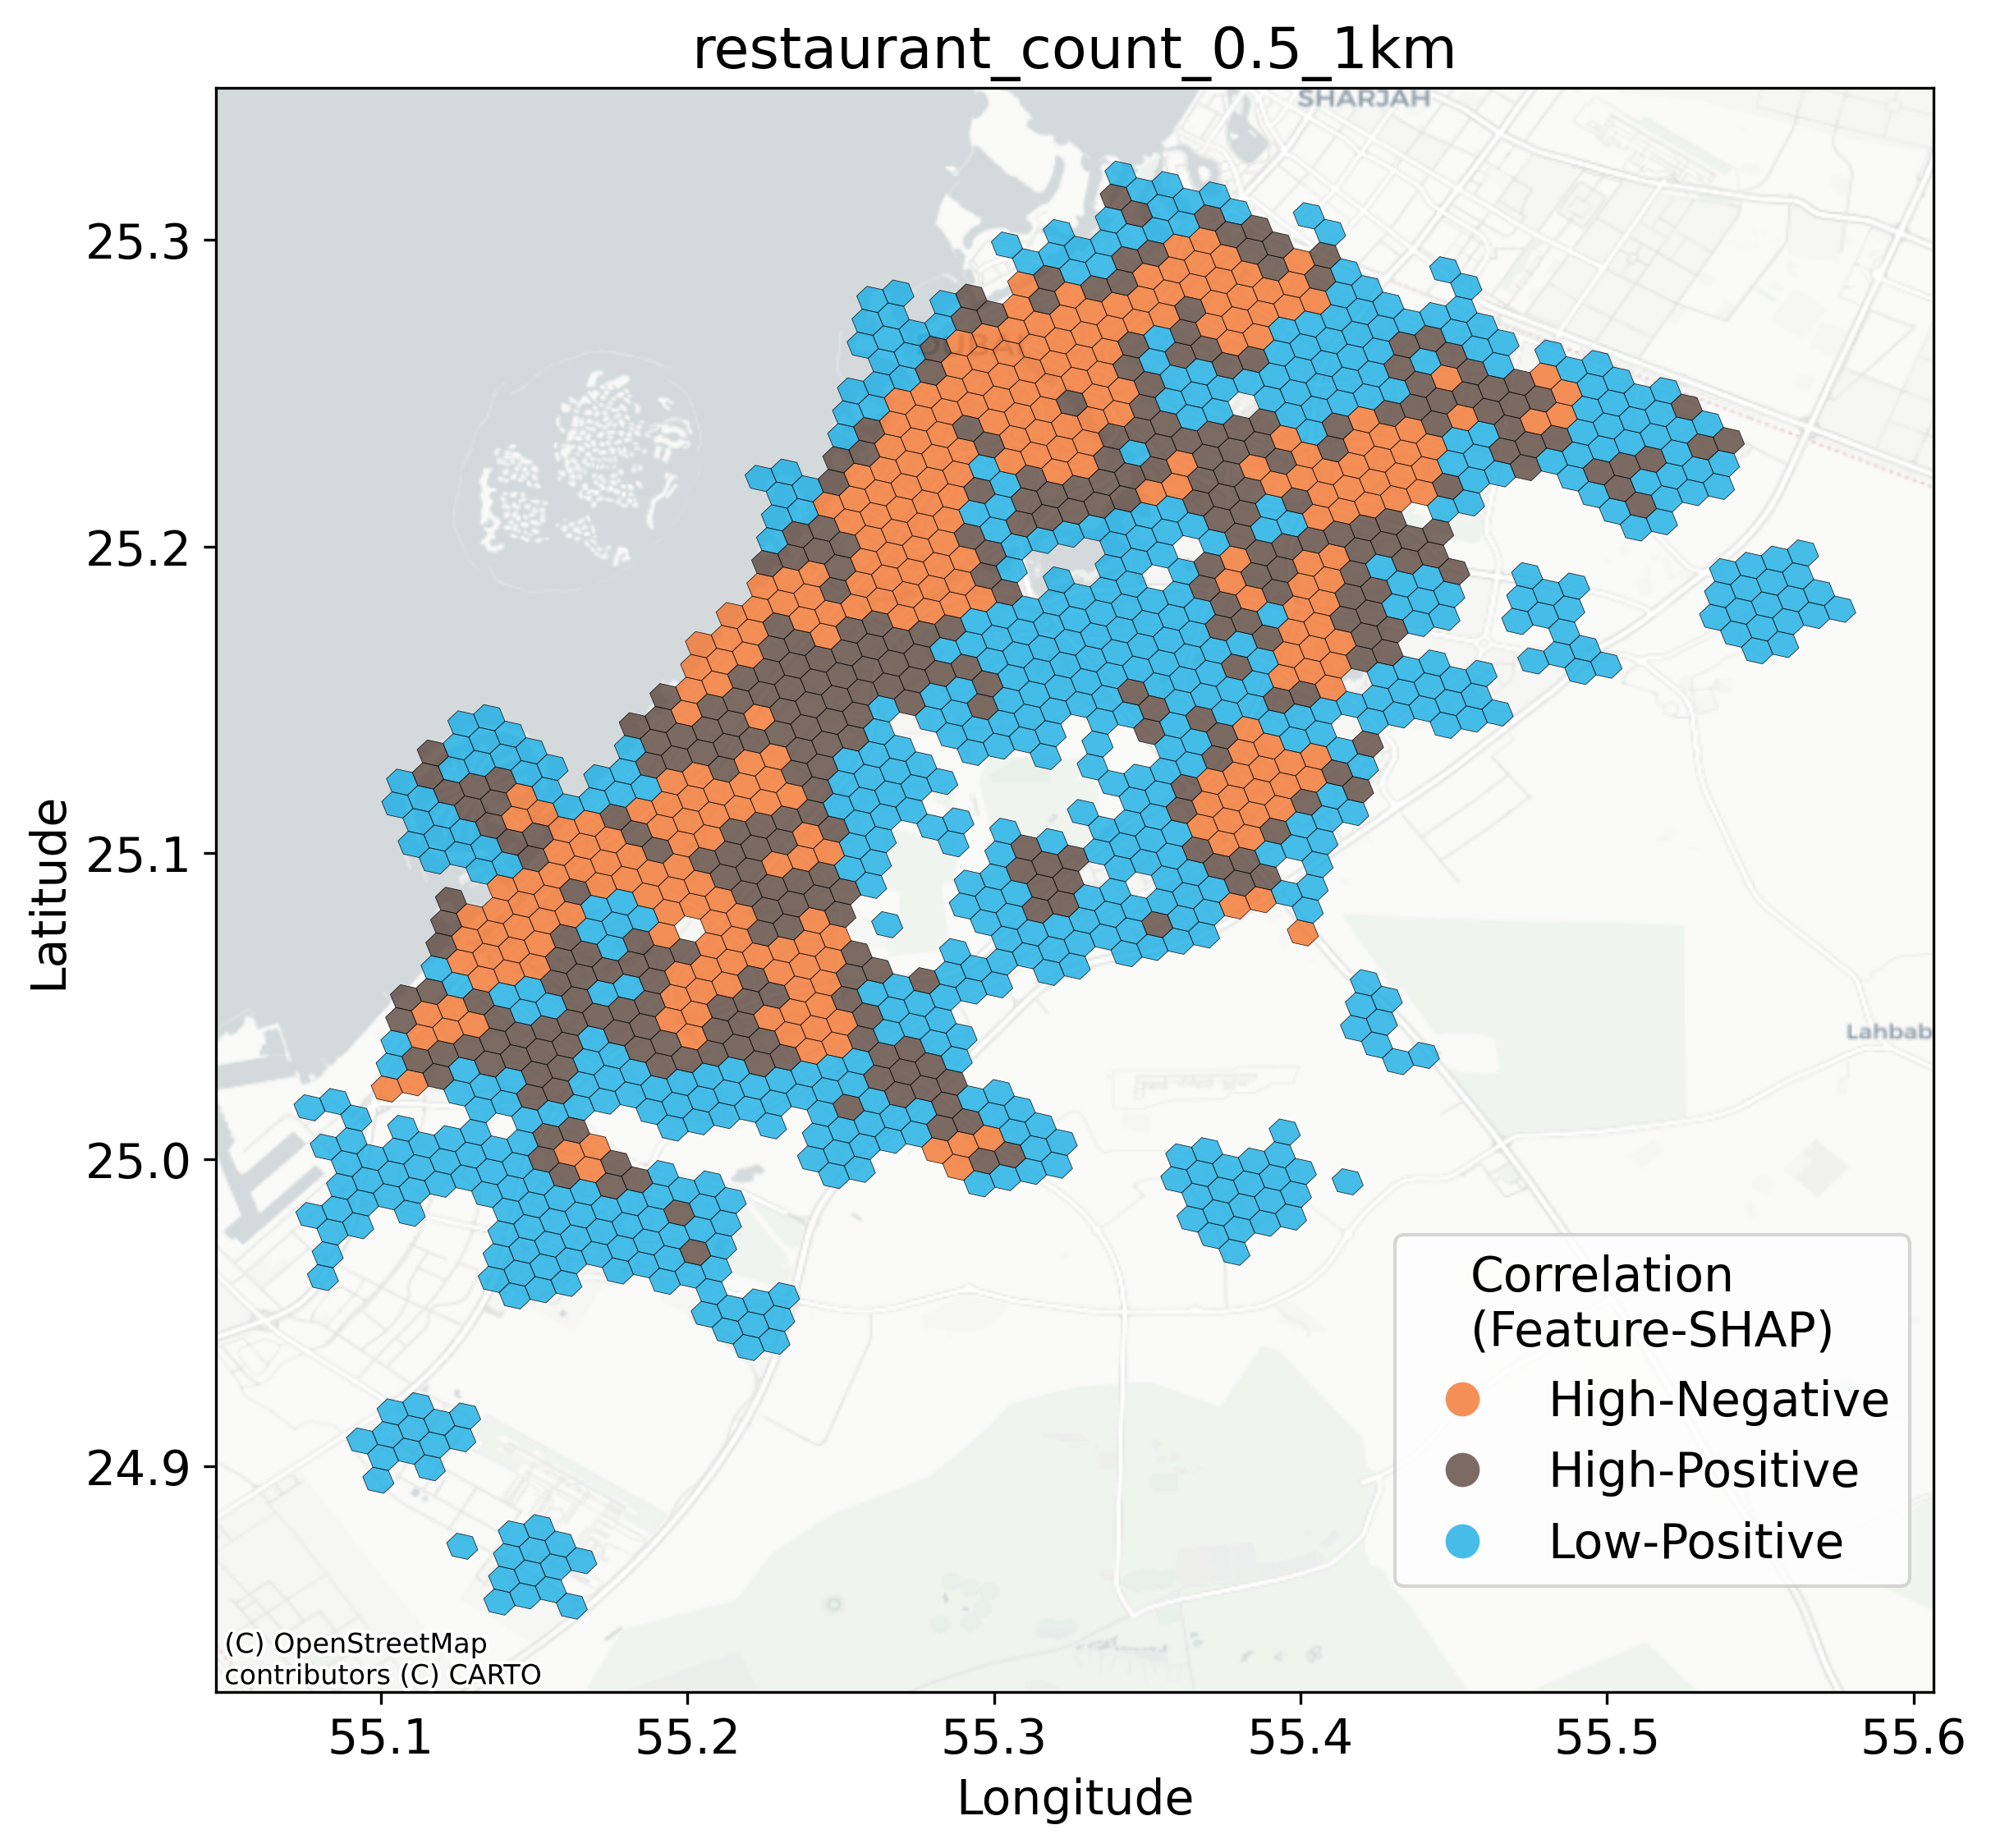 restaurant_count_0.5_1km
SHARJAH
25.3
DUBAI
25.2
25.1
Latitude
Lahbab
25.0
Correlation
(Feature-SHAP)
High-Negative
24.9
High-Positive
Low-Positive
(C) OpenStreetMap
contributors (C) CARTO
55.1 55.2 55.3 55.4 55.5 55.6
Longitude